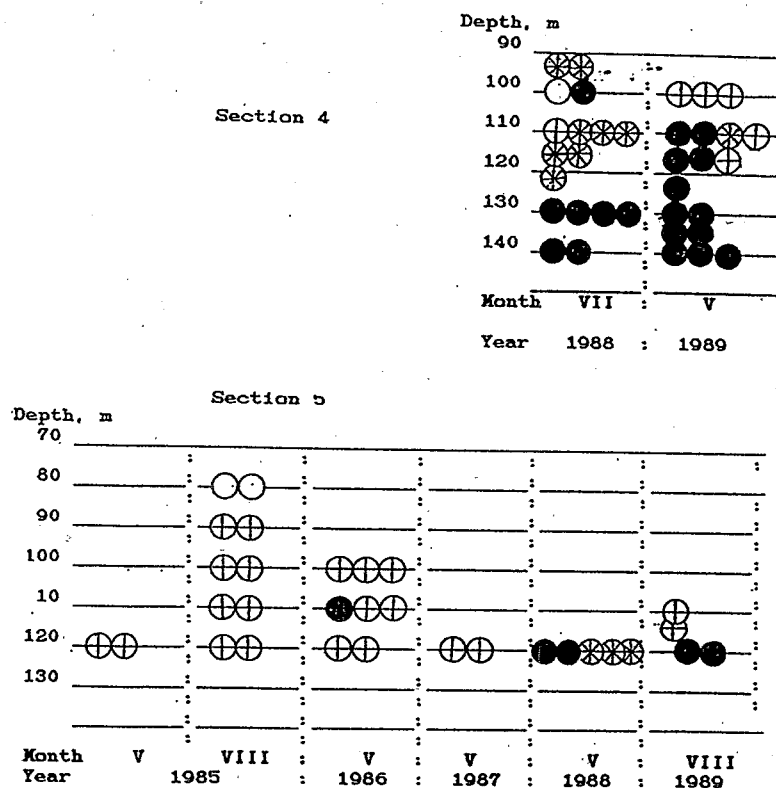 Depth, m
90
100
Section 4
110
120
130
140
Month VII : V
Year 1988 : 1989
Section 5
Depth, m
70
80
90
100
10
120
130
Month V VIII V V V VIII
Year 1985 : 1986 : 1987 : 1988 : 1989